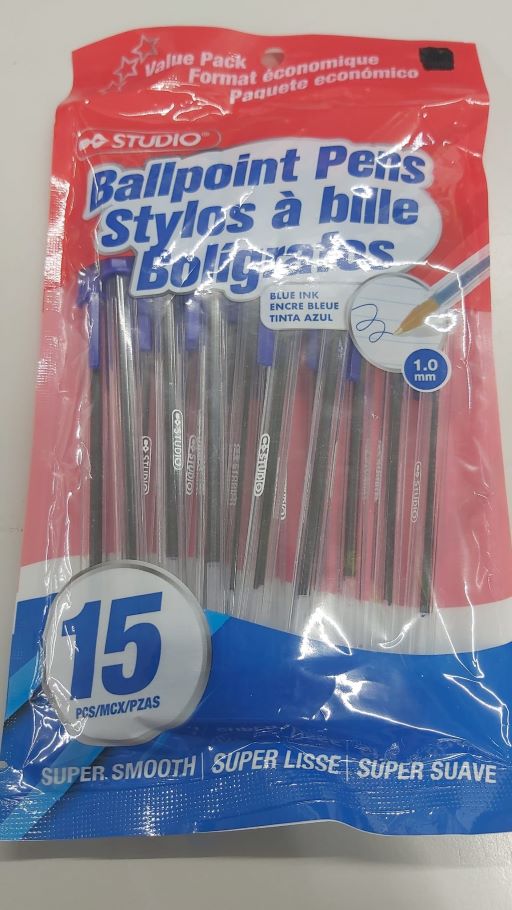 Value Pack
Format économique
Paquete económico
STUDIO®
Ballpoint Pens
Stylos à bille
Bolígrafos
BLUE INK
ENCRE BLEUE
TINTA AZUL
1.0
mm
STUDIO
STUDIO
STUDIO
STUDIO
STUDIO
15
PCS/MCX/PZAS
SUPER SMOOTH | SUPER LISSE | SUPER SUAVE